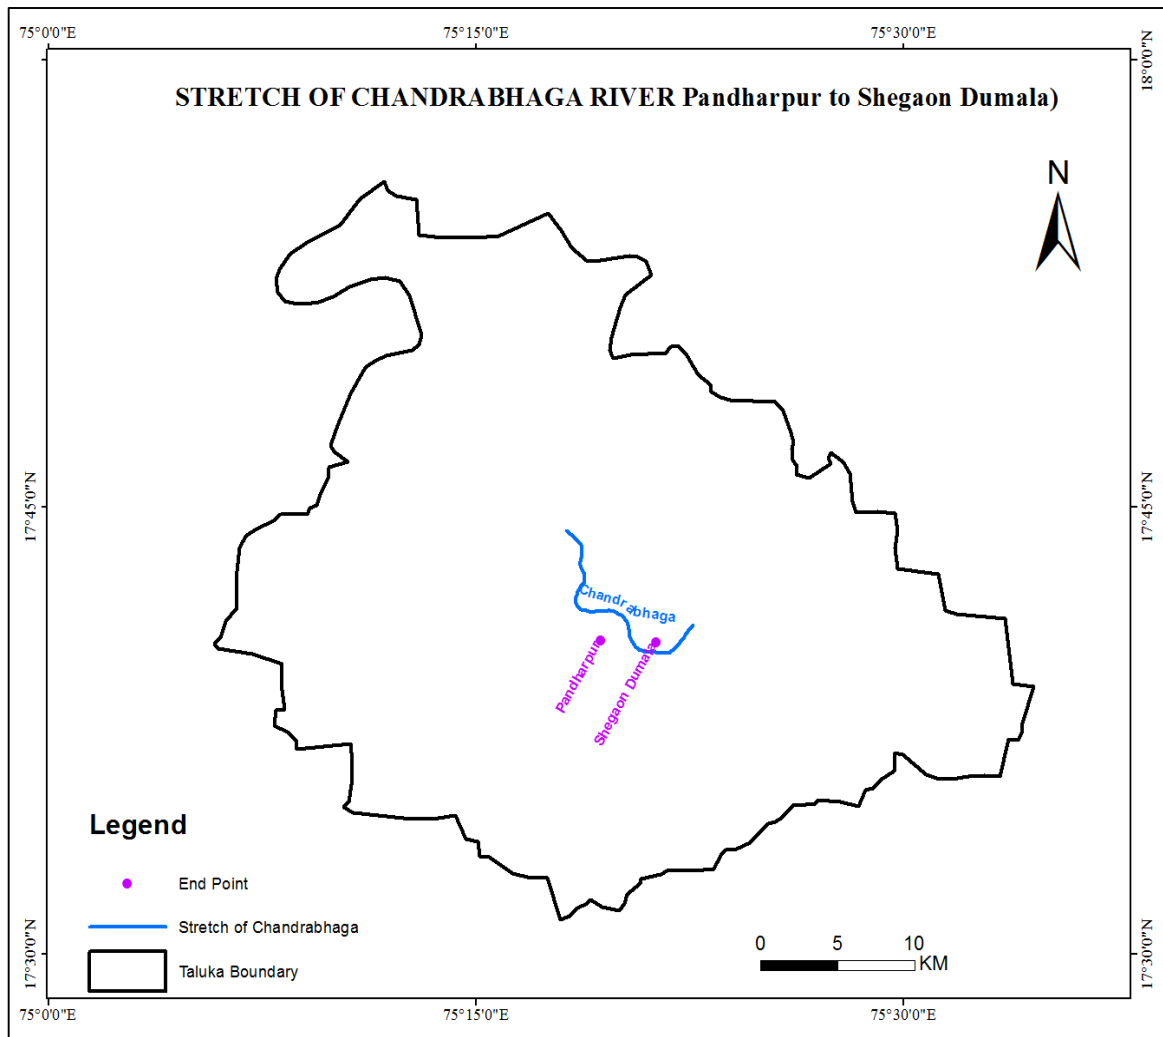 75°0'0"E
75°15'0"E
75°30'0"E
18°0'0"N
STRETCH OF CHANDRABHAGA RIVER Pandharpur to Shegaon Dumala)
N
17°45'0"N
17°45'0"N
Chandrabhaga
Pandharpur
Shegaon Dumala
Legend
End Point
Stretch of Chandrabhaga
Taluka Boundary
0 5 10
KM
17°30'0"N
17°30'0"N
75°0'0"E
75°15'0"E
75°30'0"E